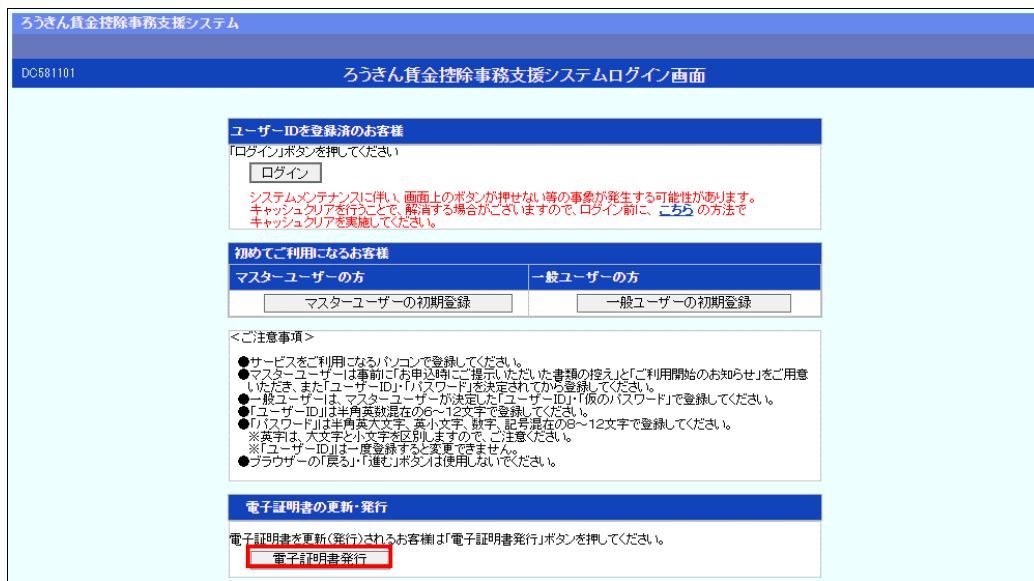 ろうきん賃金控除事務支援システム
DC581101
ろうきん賃金控除事務支援システムログイン画面
ユーザーIDを登録済のお客様
「ログイン」ボタンを押してください
ログイン
システムメンテナンスに伴い、画面上のボタンが押せない等の事象が発生する可能性があります。
キャッシュクリアを行うことで、解消する場合がございますので、ログイン前に、こちら の方法で
キャッシュクリアを実施してください。
初めてご利用になるお客様
マスターユーザーの方
一般ユーザーの方
マスターユーザーの初期登録
一般ユーザーの初期登録
<ご注意事項>
●サービスをご利用になるパソコンで登録してください。
●マスターユーザーは事前に「お申込時にご提示いただいた書類の控え」と「ご利用開始のお知らせ」をご用意
いただき、また「ユーザーID」・「パスワード」を決定されてから登録してください。
●一般ユーザーは、マスターユーザーが決定した「ユーザーID」・「仮のパスワード」で登録してください。
●「ユーザーID」は半角英数混在の6～12文字で登録してください。
●「パスワード」は半角英大文字、英小文字、数字、記号混在の8～12文字で登録してください。
※英字は、大文字と小文字を区別しますので、ご注意ください。
※「ユーザーID」は一度登録すると変更できません。
●ブラウザーの「戻る」・「進む」ボタンは使用しないでください。
電子証明書の更新・発行
電子証明書を更新(発行)されるお客様は「電子証明書発行」ボタンを押してください。
電子証明書発行